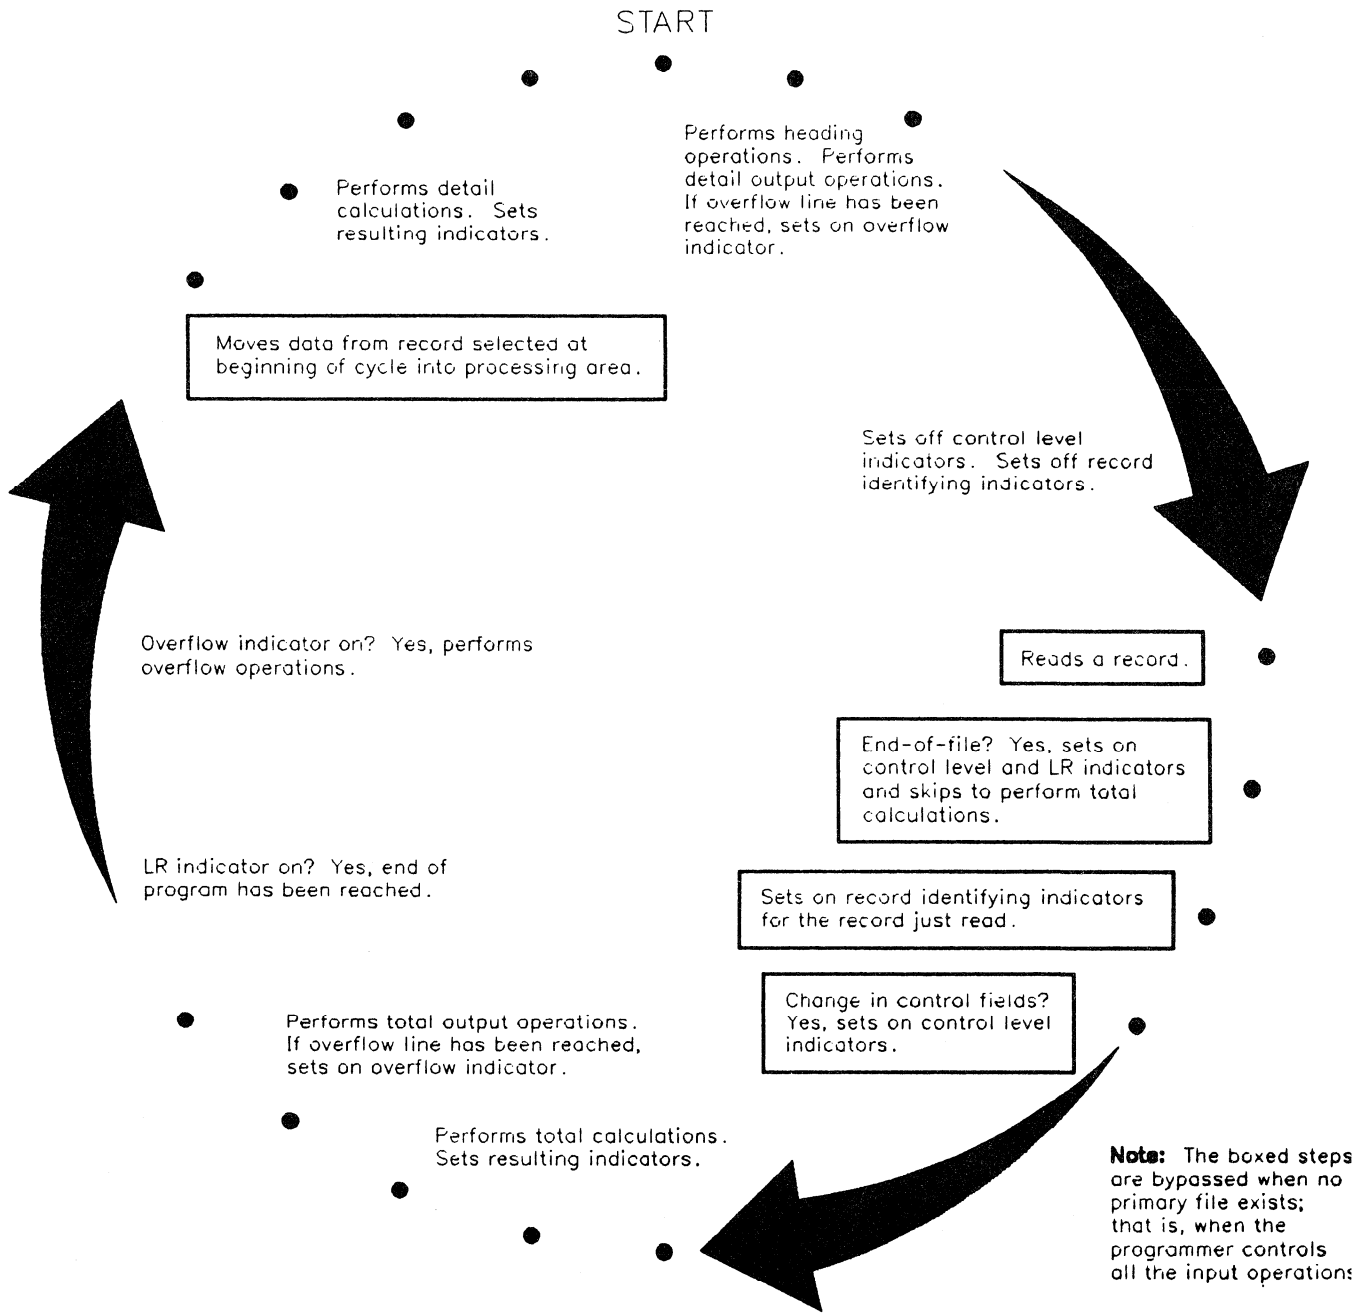 START
Performs heading
operations. Performs
detail output operations.
If overflow line has been
reached, sets on overflow
indicator.
Sets off control level
indicators. Sets off record
identifying indicators.
Reads a record.
End-of-file? Yes, sets on
control level and LR indicators
and skips to perform total
calculations.
Sets on record identifying indicators
for the record just read.
Change in control fields?
Yes, sets on control level
indicators.
Performs total calculations.
Sets resulting indicators.
Performs total output operations.
If overflow line has been reached,
sets on overflow indicator.
LR indicator on? Yes, end of
program has been reached.
Overflow indicator on? Yes, performs
overflow operations.
Moves data from record selected at
beginning of cycle into processing area.
Performs detail
calculations. Sets
resulting indicators.
Note: The boxed steps
are bypassed when no
primary file exists;
that is, when the
programmer controls
all the input operations